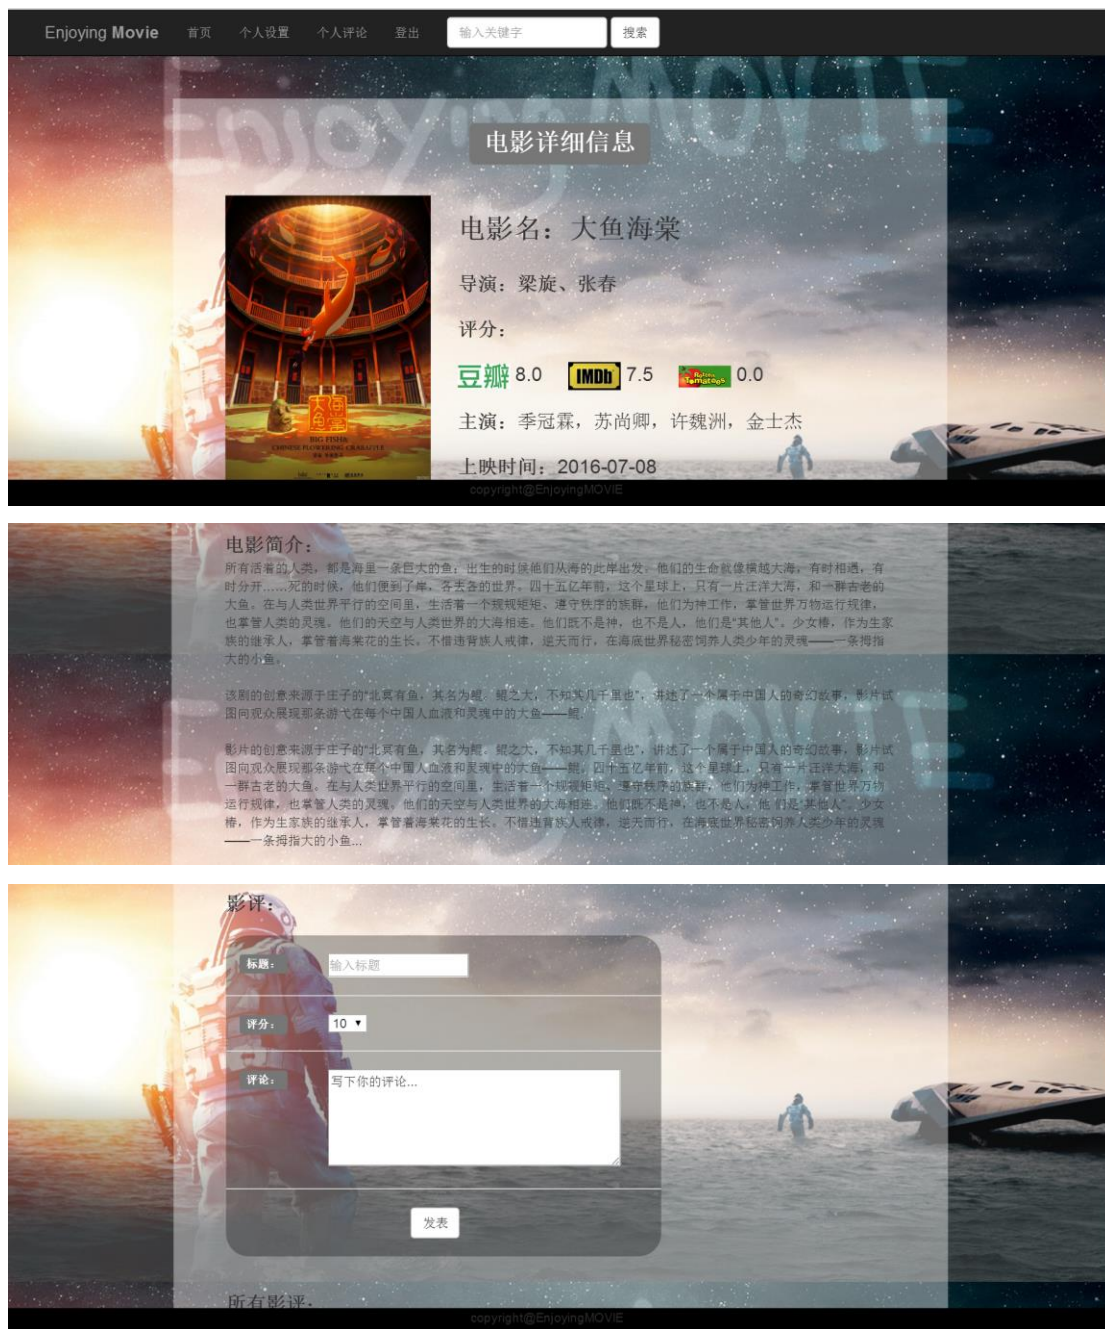 Enjoying Movie 首页 个人设置 个人评论 登出 输入关键字 搜索
Enjoying MOVIE
电影详细信息
电影名：大鱼海棠
导演：梁旋、张春
评分：
豆瓣 8.0 IMDb 7.5 Rotten Tomatoes 0.0
主演：季冠霖，苏尚卿，许魏洲，金士杰
上映时间：2016-07-08
大鱼海棠
BIG FISH&
CHINESE FLOWERING CRABAPPLE
copyright@EnjoyingMOVIE
电影简介：
所有活着的人类，都是海里一条巨大的鱼；出生的时候他们从海的此岸出发。他们的生命就像横越大海，有时相遇，有
时分开……死的时候，他们便到了岸，各去各的世界。四十五亿年前，这个星球上，只有一片汪洋大海，和一群古老的
大鱼。在与人类世界平行的空间里，生活着一个规规矩矩、遵守秩序的族群，他们为神工作，掌管世界万物运行规律，
也掌管人类的灵魂。他们的天空与人类世界的大海相连。他们既不是神，也不是人，他们是“其他人”。少女椿，作为生家
族的继承人，掌管着海棠花的生长。不惜违背族人戒律，逆天而行，在海底世界秘密饲养人类少年的灵魂——一条拇指
大的小鱼。
该剧的创意来源于庄子的“北冥有鱼，其名为鲲。鲲之大，不知其几千里也”，讲述了一个属于中国人的奇幻故事，影片试
图向观众展现那条游弋在每个中国人血液和灵魂中的大鱼——鲲.
影片的创意来源于庄子的“北冥有鱼，其名为鲲。鲲之大，不知其几千里也”，讲述了一个属于中国人的奇幻故事，影片试
图向观众展现那条游弋在每个中国人血液和灵魂中的大鱼——鲲。四十五亿年前，这个星球上，只有一片汪洋大海，和
一群古老的大鱼。在与人类世界平行的空间里，生活着一个规规矩矩、遵守秩序的族群，他们为神工作，掌管世界万物
运行规律，也掌管人类的灵魂。他们的天空与人类世界的大海相连。他们既不是神，也不是人，他 们是“其他人”。少女
椿，作为生家族的继承人，掌管着海棠花的生长。不惜违背族人戒律，逆天而行，在海底世界秘密饲养人类少年的灵魂
——一条拇指大的小鱼...
Enjoying MOVIE
影评：
标题： 输入标题
评分： 10
评论： 写下你的评论...
发表
所有影评：
copyright@EnjoyingMOVIE